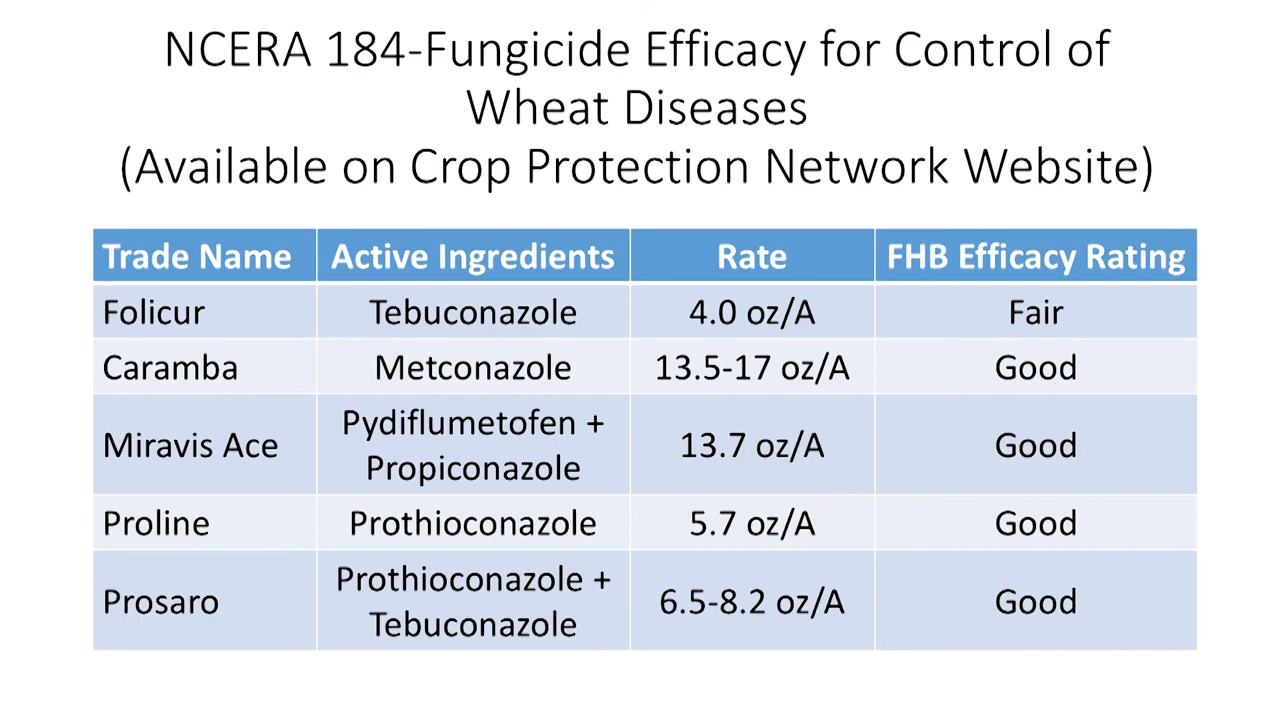 NCERA 184-Fungicide Efficacy for Control of
Wheat Diseases
(Available on Crop Protection Network Website)
Trade Name Active Ingredients Rate FHB Efficacy Rating
Folicur Tebuconazole 4.0 oz/A Fair
Caramba Metconazole 13.5-17 oz/A Good
Miravis Ace Pydiflumetofen +
Propiconazole 13.7 oz/A Good
Proline Prothioconazole 5.7 oz/A Good
Prosaro Prothioconazole +
Tebuconazole 6.5-8.2 oz/A Good